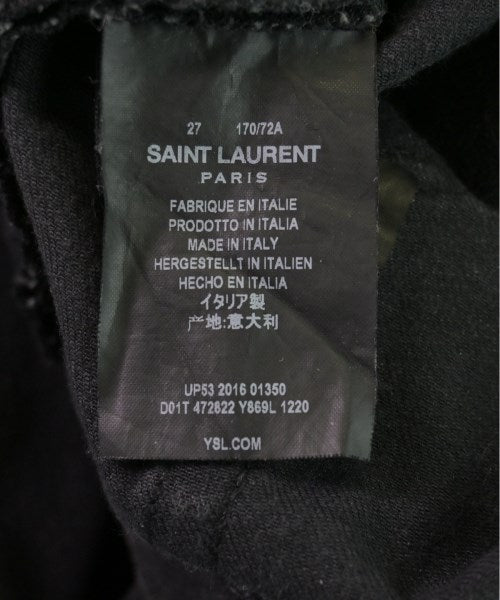 27 170/72A
SAINT LAURENT
PARIS
FABRIQUE EN ITALIE
PRODOTTO IN ITALIA
MADE IN ITALY
HERGESTELLT IN ITALIEN
HECHO EN ITALIA
イタリア製
产地:意大利
UP53 2016 01350
D01T 472822 Y869L 1220
YSL.COM